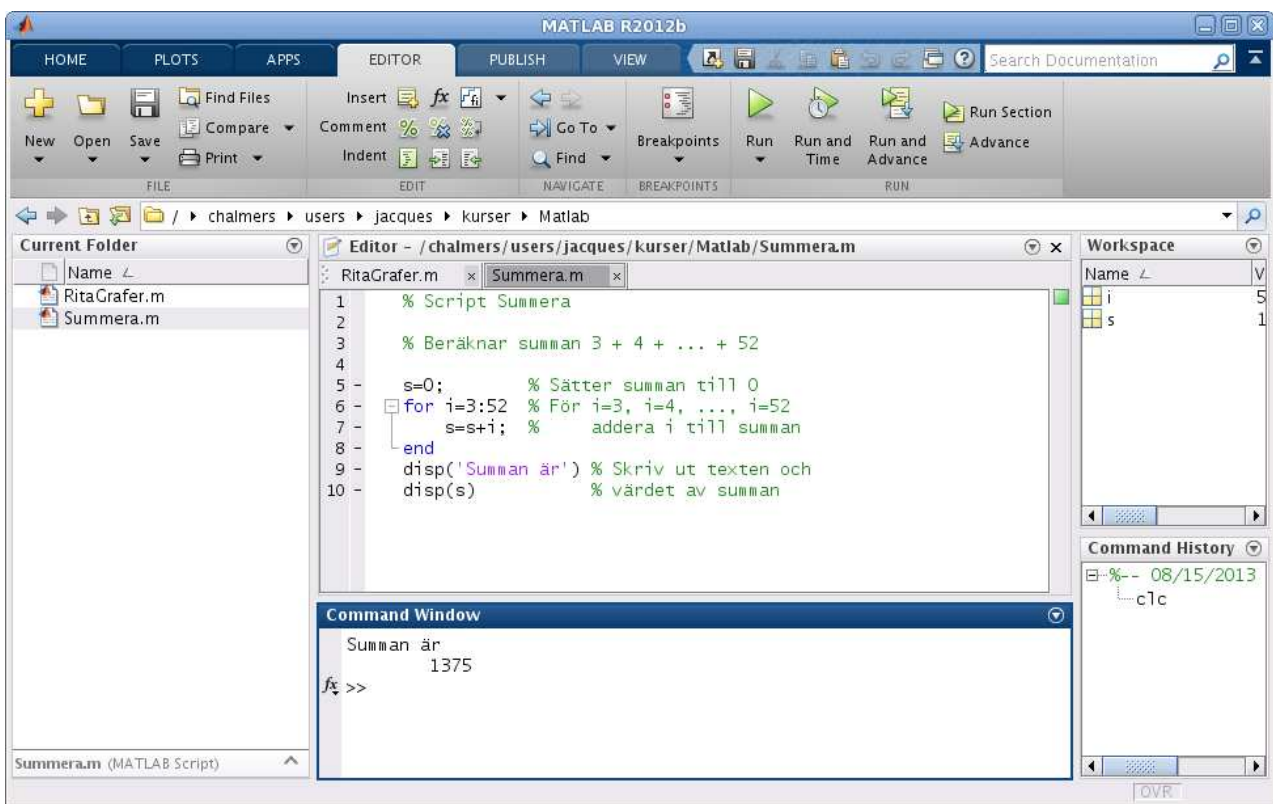 MATLAB R2012b
HOME PLOTS APPS EDITOR PUBLISH VIEW Search Documentation
New Open Save Find Files Compare Print
FILE
Insert fx
Comment %
Indent
EDIT
Go To
Find
NAVIGATE
Breakpoints
BREAKPOINTS
Run Run and Time Run and Advance Run Section Advance
RUN
/ chalmers users jacques kurser Matlab
Current Folder
Name
RitaGrafer.m
Summera.m
Summera.m (MATLAB Script)
Editor - /chalmers/users/jacques/kurser/Matlab/Summera.m
RitaGrafer.m × Summera.m ×
1 % Script Summera
2
3 % Beräknar summan 3 + 4 + ... + 52
4
5 - s=0; % Sätter summan till 0
6 - for i=3:52 % För i=3, i=4, ..., i=52
7 - s=s+i; % addera i till summan
8 - end
9 - disp('Summan är') % Skriv ut texten och
10 - disp(s) % värdet av summan
Command Window
Summan är
1375
fx >>
Workspace
Name V
i 5
s 1
Command History
%-- 08/15/2013
clc
OVR